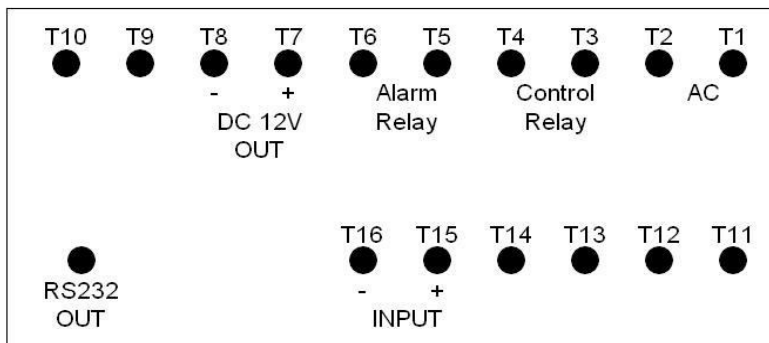 T10 T9 T8 T7 T6 T5 T4 T3 T2 T1
- + Alarm Control AC
DC 12V Relay Relay
OUT
T16 T15 T14 T13 T12 T11
RS232 - +
OUT INPUT